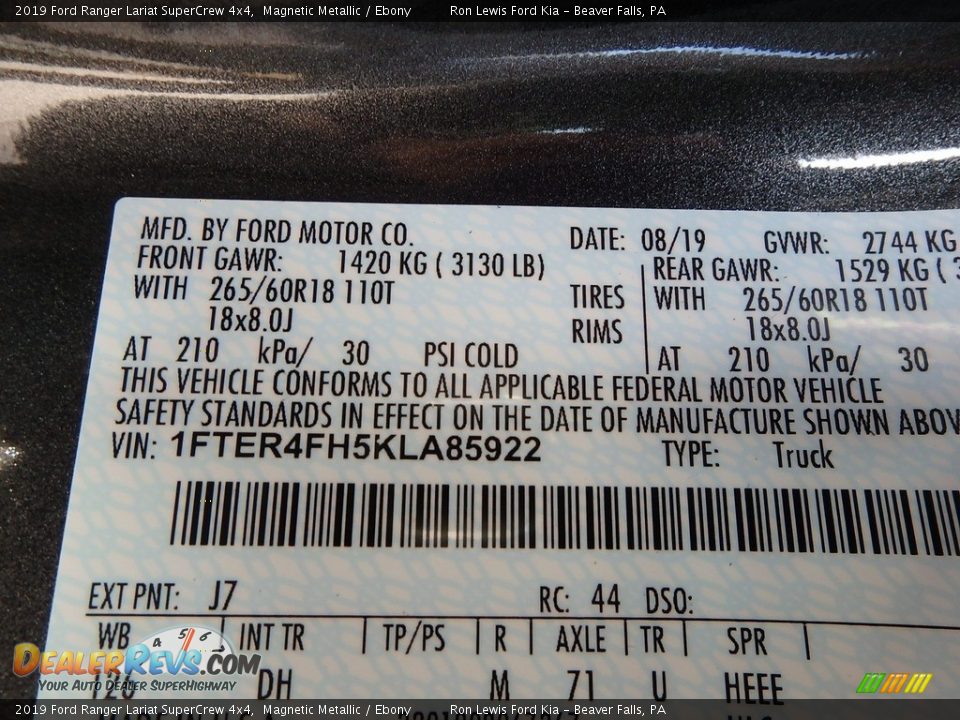 2019 Ford Ranger Lariat SuperCrew 4x4, Magnetic Metallic / Ebony Ron Lewis Ford Kia - Beaver Falls, PA
MFD. BY FORD MOTOR CO. DATE: 08/19 GVWR: 2744 KG
FRONT GAWR: 1420 KG ( 3130 LB) REAR GAWR: 1529 KG ( 3
WITH 265/60R18 110T TIRES WITH 265/60R18 110T
18x8.0J RIMS 18x8.0J
AT 210 kPa/ 30 PSI COLD AT 210 kPa/ 30
THIS VEHICLE CONFORMS TO ALL APPLICABLE FEDERAL MOTOR VEHICLE
SAFETY STANDARDS IN EFFECT ON THE DATE OF MANUFACTURE SHOWN ABOV
VIN: 1FTER4FH5KLA85922 TYPE: Truck
EXT PNT: J7 RC: 44 DSO:
WB INT TR TP/PS R AXLE TR SPR
DH M 71 U HEEE
4 5 6
DealerRevs.com
Your Auto Dealer SuperHighway
2019 Ford Ranger Lariat SuperCrew 4x4, Magnetic Metallic / Ebony Ron Lewis Ford Kia - Beaver Falls, PA